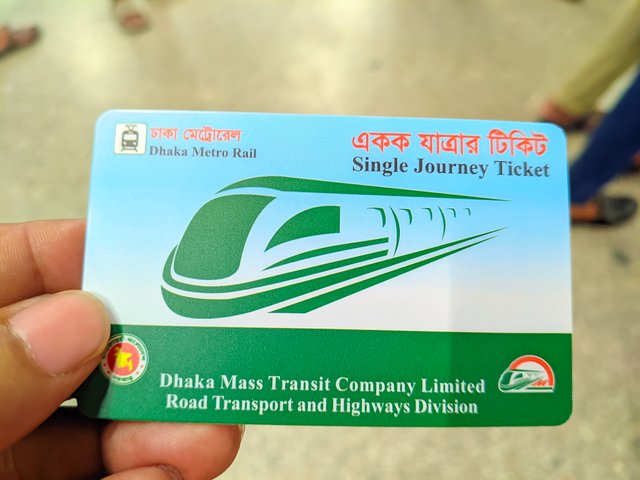 ঢাকা মেট্রোরেল
Dhaka Metro Rail
একক যাত্রার টিকিট
Single Journey Ticket
Dhaka Mass Transit Company Limited
Road Transport and Highways Division